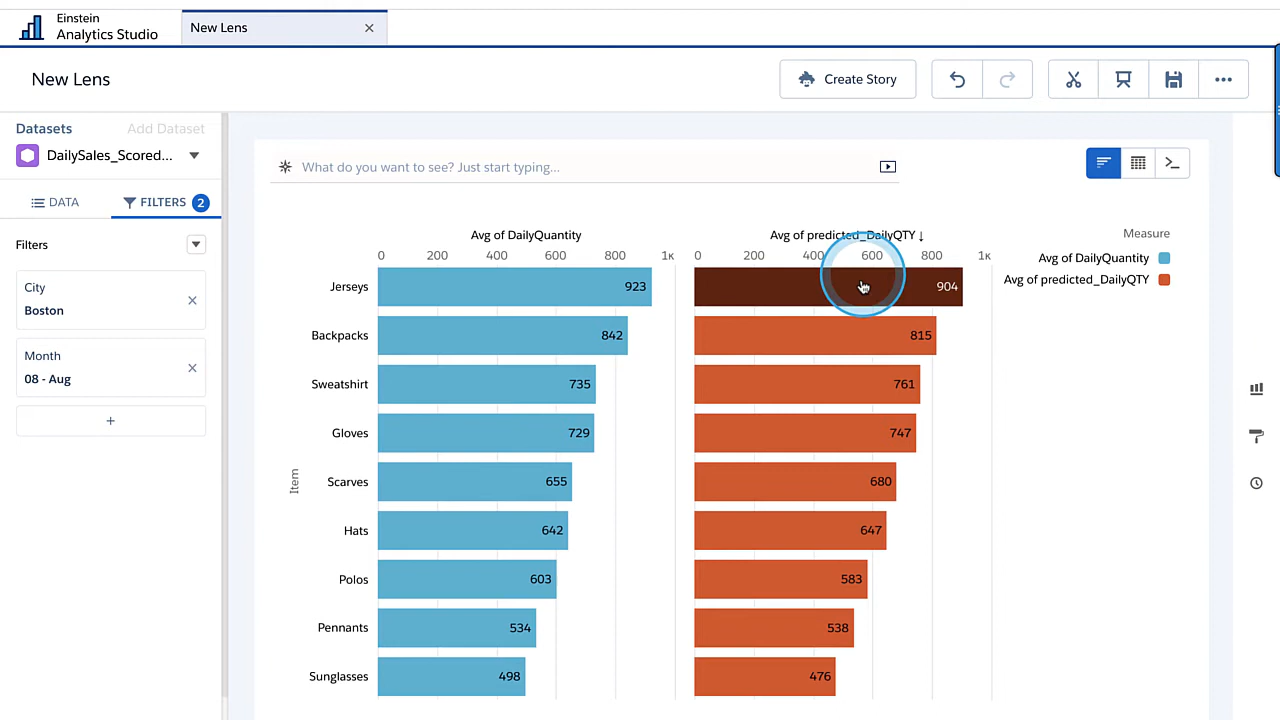 Einstein
Analytics Studio
New Lens
New Lens
Create Story
Datasets
Add Dataset
DailySales_Scored...
DATA
FILTERS 2
Filters
City
Boston
Month
08 - Aug
What do you want to see? Just start typing...
Avg of DailyQuantity
Avg of predicted_DailyQTY ↓
0 200 400 600 800 1K
0 200 400 600 800 1K
Measure
Avg of DailyQuantity
Avg of predicted_DailyQTY
Item
Jerseys 923 904
Backpacks 842 815
Sweatshirt 735 761
Gloves 729 747
Scarves 655 680
Hats 642 647
Polos 603 583
Pennants 534 538
Sunglasses 498 476